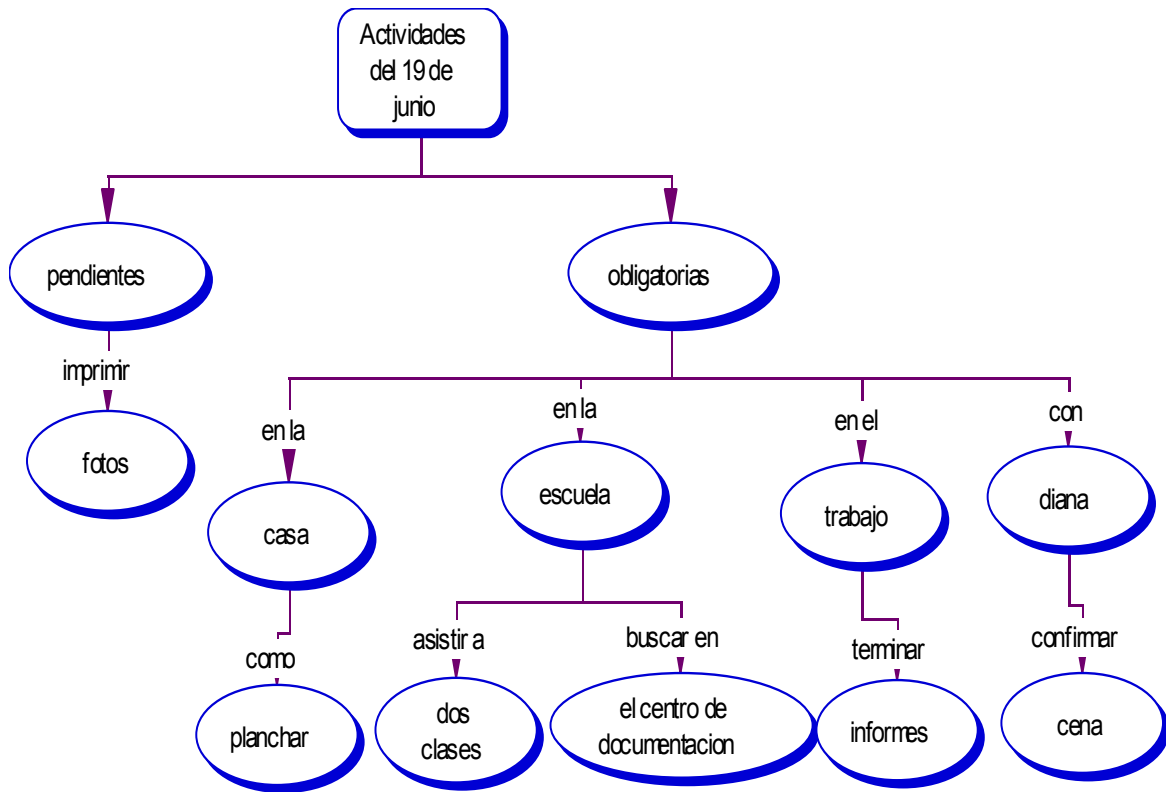 Actividades
del 19 de
junio
pendientes
obligatorias
imprimir
fotos
en la
en la
en el
con
casa
escuela
trabajo
diana
como
asistir a
buscar en
terminar
confirmar
planchar
dos
clases
el centro de
documentacion
informes
cena